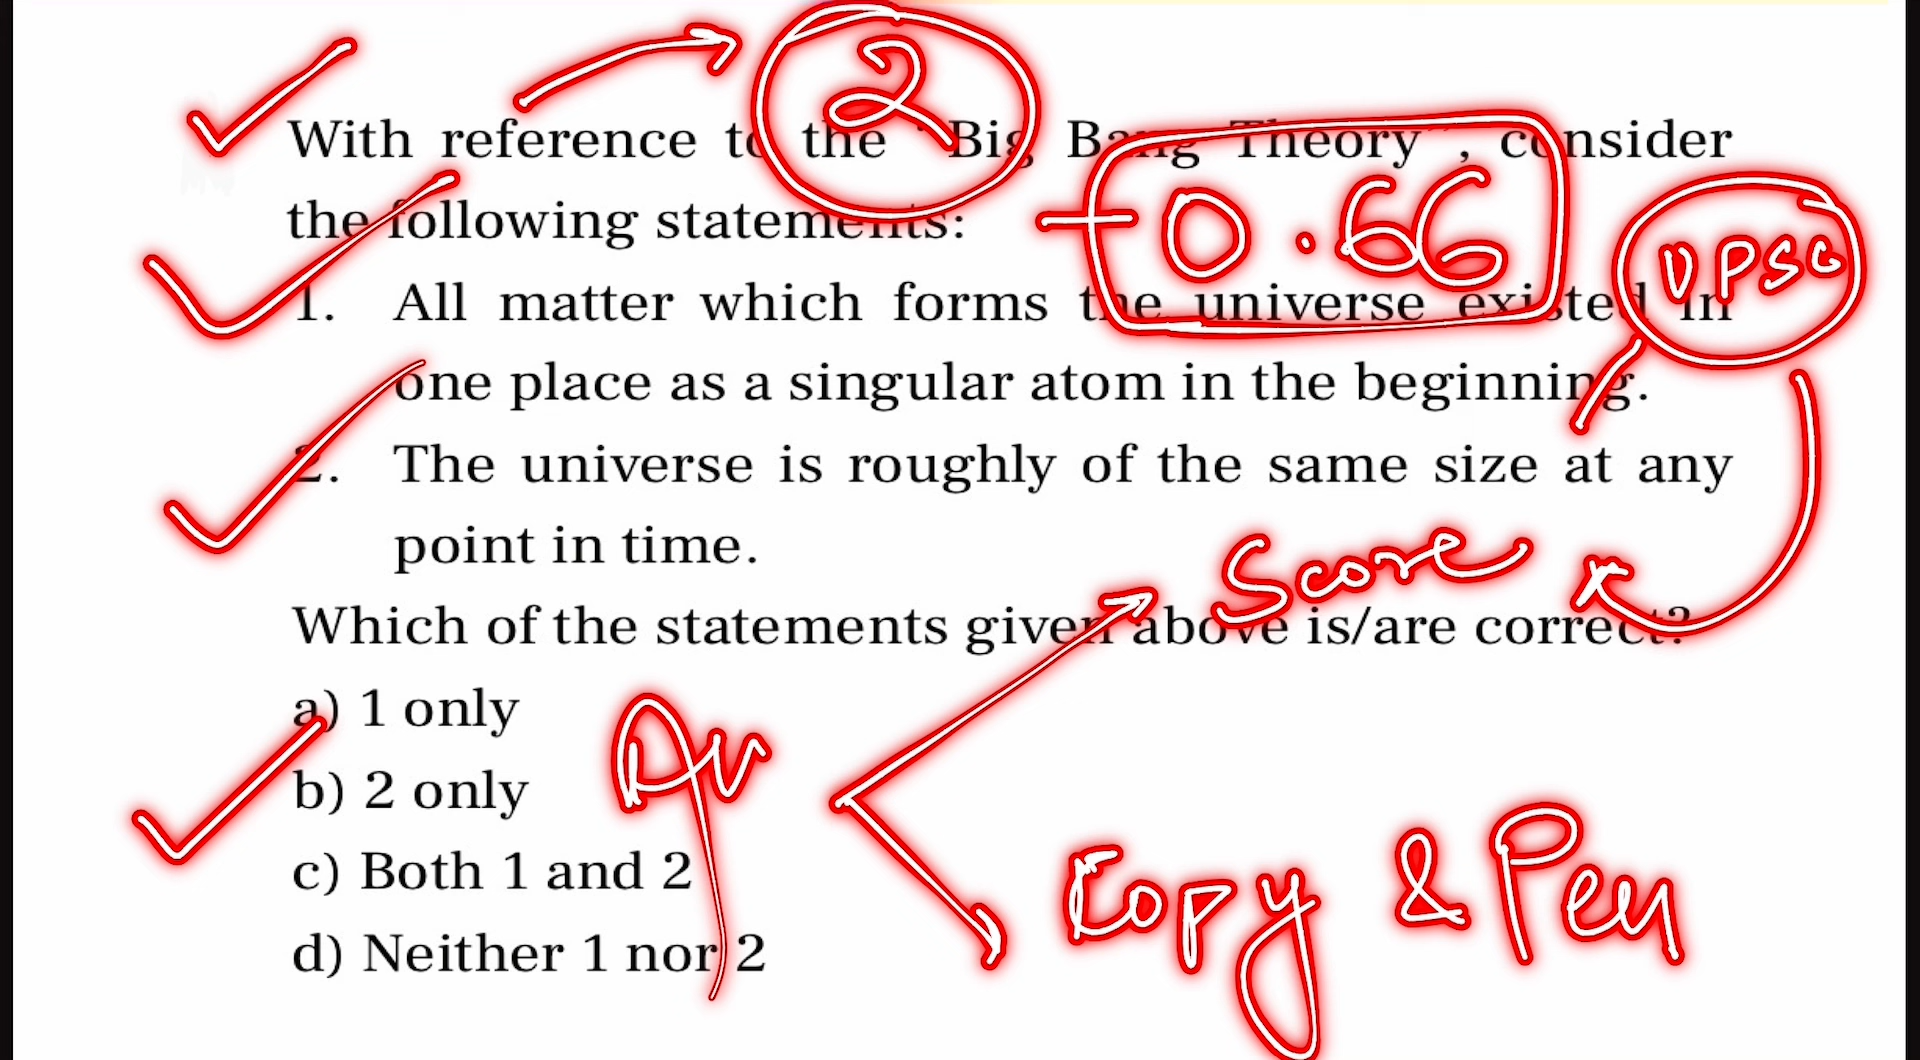 With reference to the "Big Bang Theory", consider
the following statements:
1. All matter which forms the universe existed in
one place as a singular atom in the beginning.
2. The universe is roughly of the same size at any
point in time.
Which of the statements given above is/are correct?
a) 1 only
b) 2 only
c) Both 1 and 2
d) Neither 1 nor 2
2
-0.66
UPSC
Score
Copy & Pen